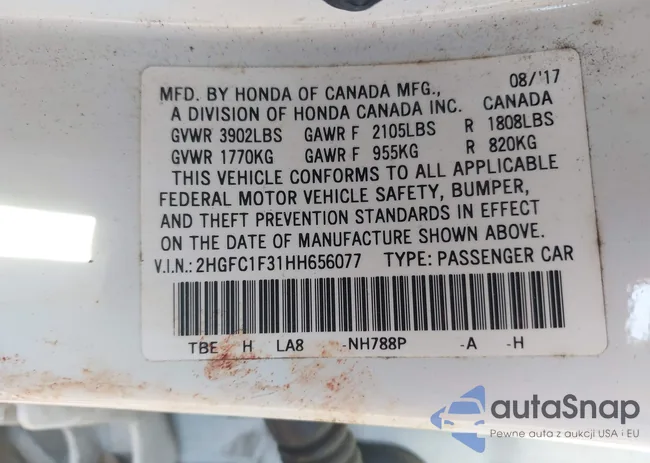 MFD. BY HONDA OF CANADA MFG., 08/'17
A DIVISION OF HONDA CANADA INC. CANADA
GVWR 3902LBS GAWR F 2105LBS R 1808LBS
GVWR 1770KG GAWR F 955KG R 820KG
THIS VEHICLE CONFORMS TO ALL APPLICABLE
FEDERAL MOTOR VEHICLE SAFETY, BUMPER,
AND THEFT PREVENTION STANDARDS IN EFFECT
ON THE DATE OF MANUFACTURE SHOWN ABOVE.
V.I.N.: 2HGFC1F31HH656077 TYPE: PASSENGER CAR
TBE H LA8 -NH788P -A -H
autaSnap
Pewne auta z aukcji USA i EU